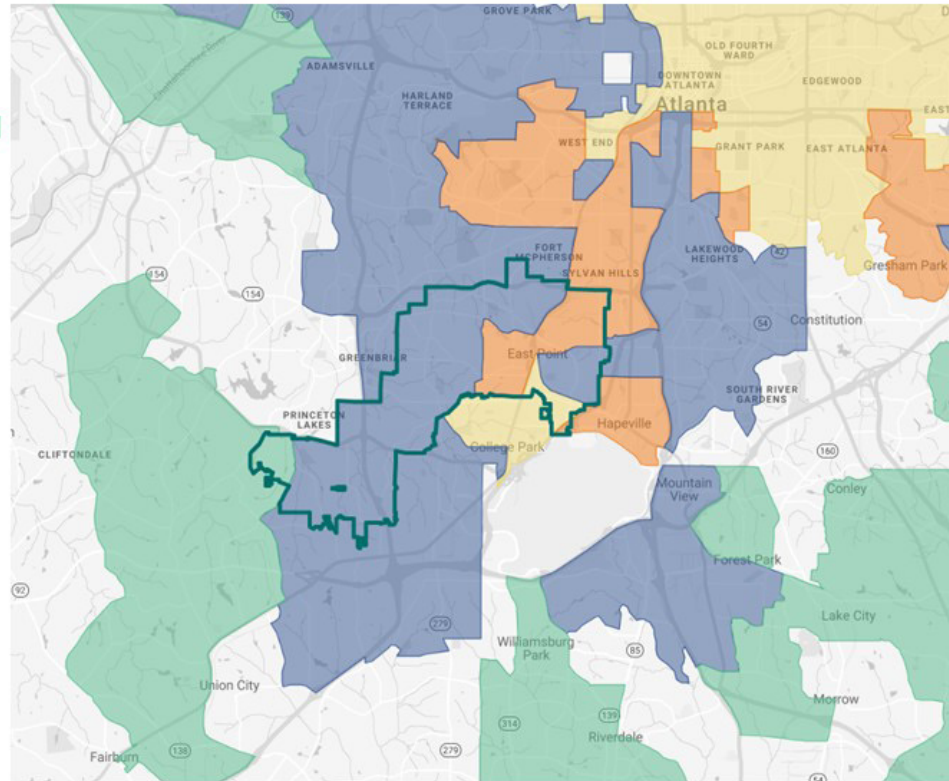 GROVE PARK
139
OLD FOURTH
WARD
ADAMSVILLE
DOWNTOWN
ATLANTA
EDGEWOOD
HARLAND
TERRACE
Atlanta
EAST
WEST END
GRANT PARK
EAST ATLANTA
FORT
MCPHERSON
LAKEWOOD
HEIGHTS
42
Gresham Park
SYLVAN HILLS
154
154
54
Constitution
GREENBRIAR
East Point
SOUTH RIVER
GARDENS
PRINCETON
LAKES
Hapeville
CLIFTONDALE
College Park
160
Mountain
View
Conley
Forest Park
92
279
Lake City
Williamsburg
Park
85
Union City
Morrow
314
139
Riverdale
138
279
Fairburn
54